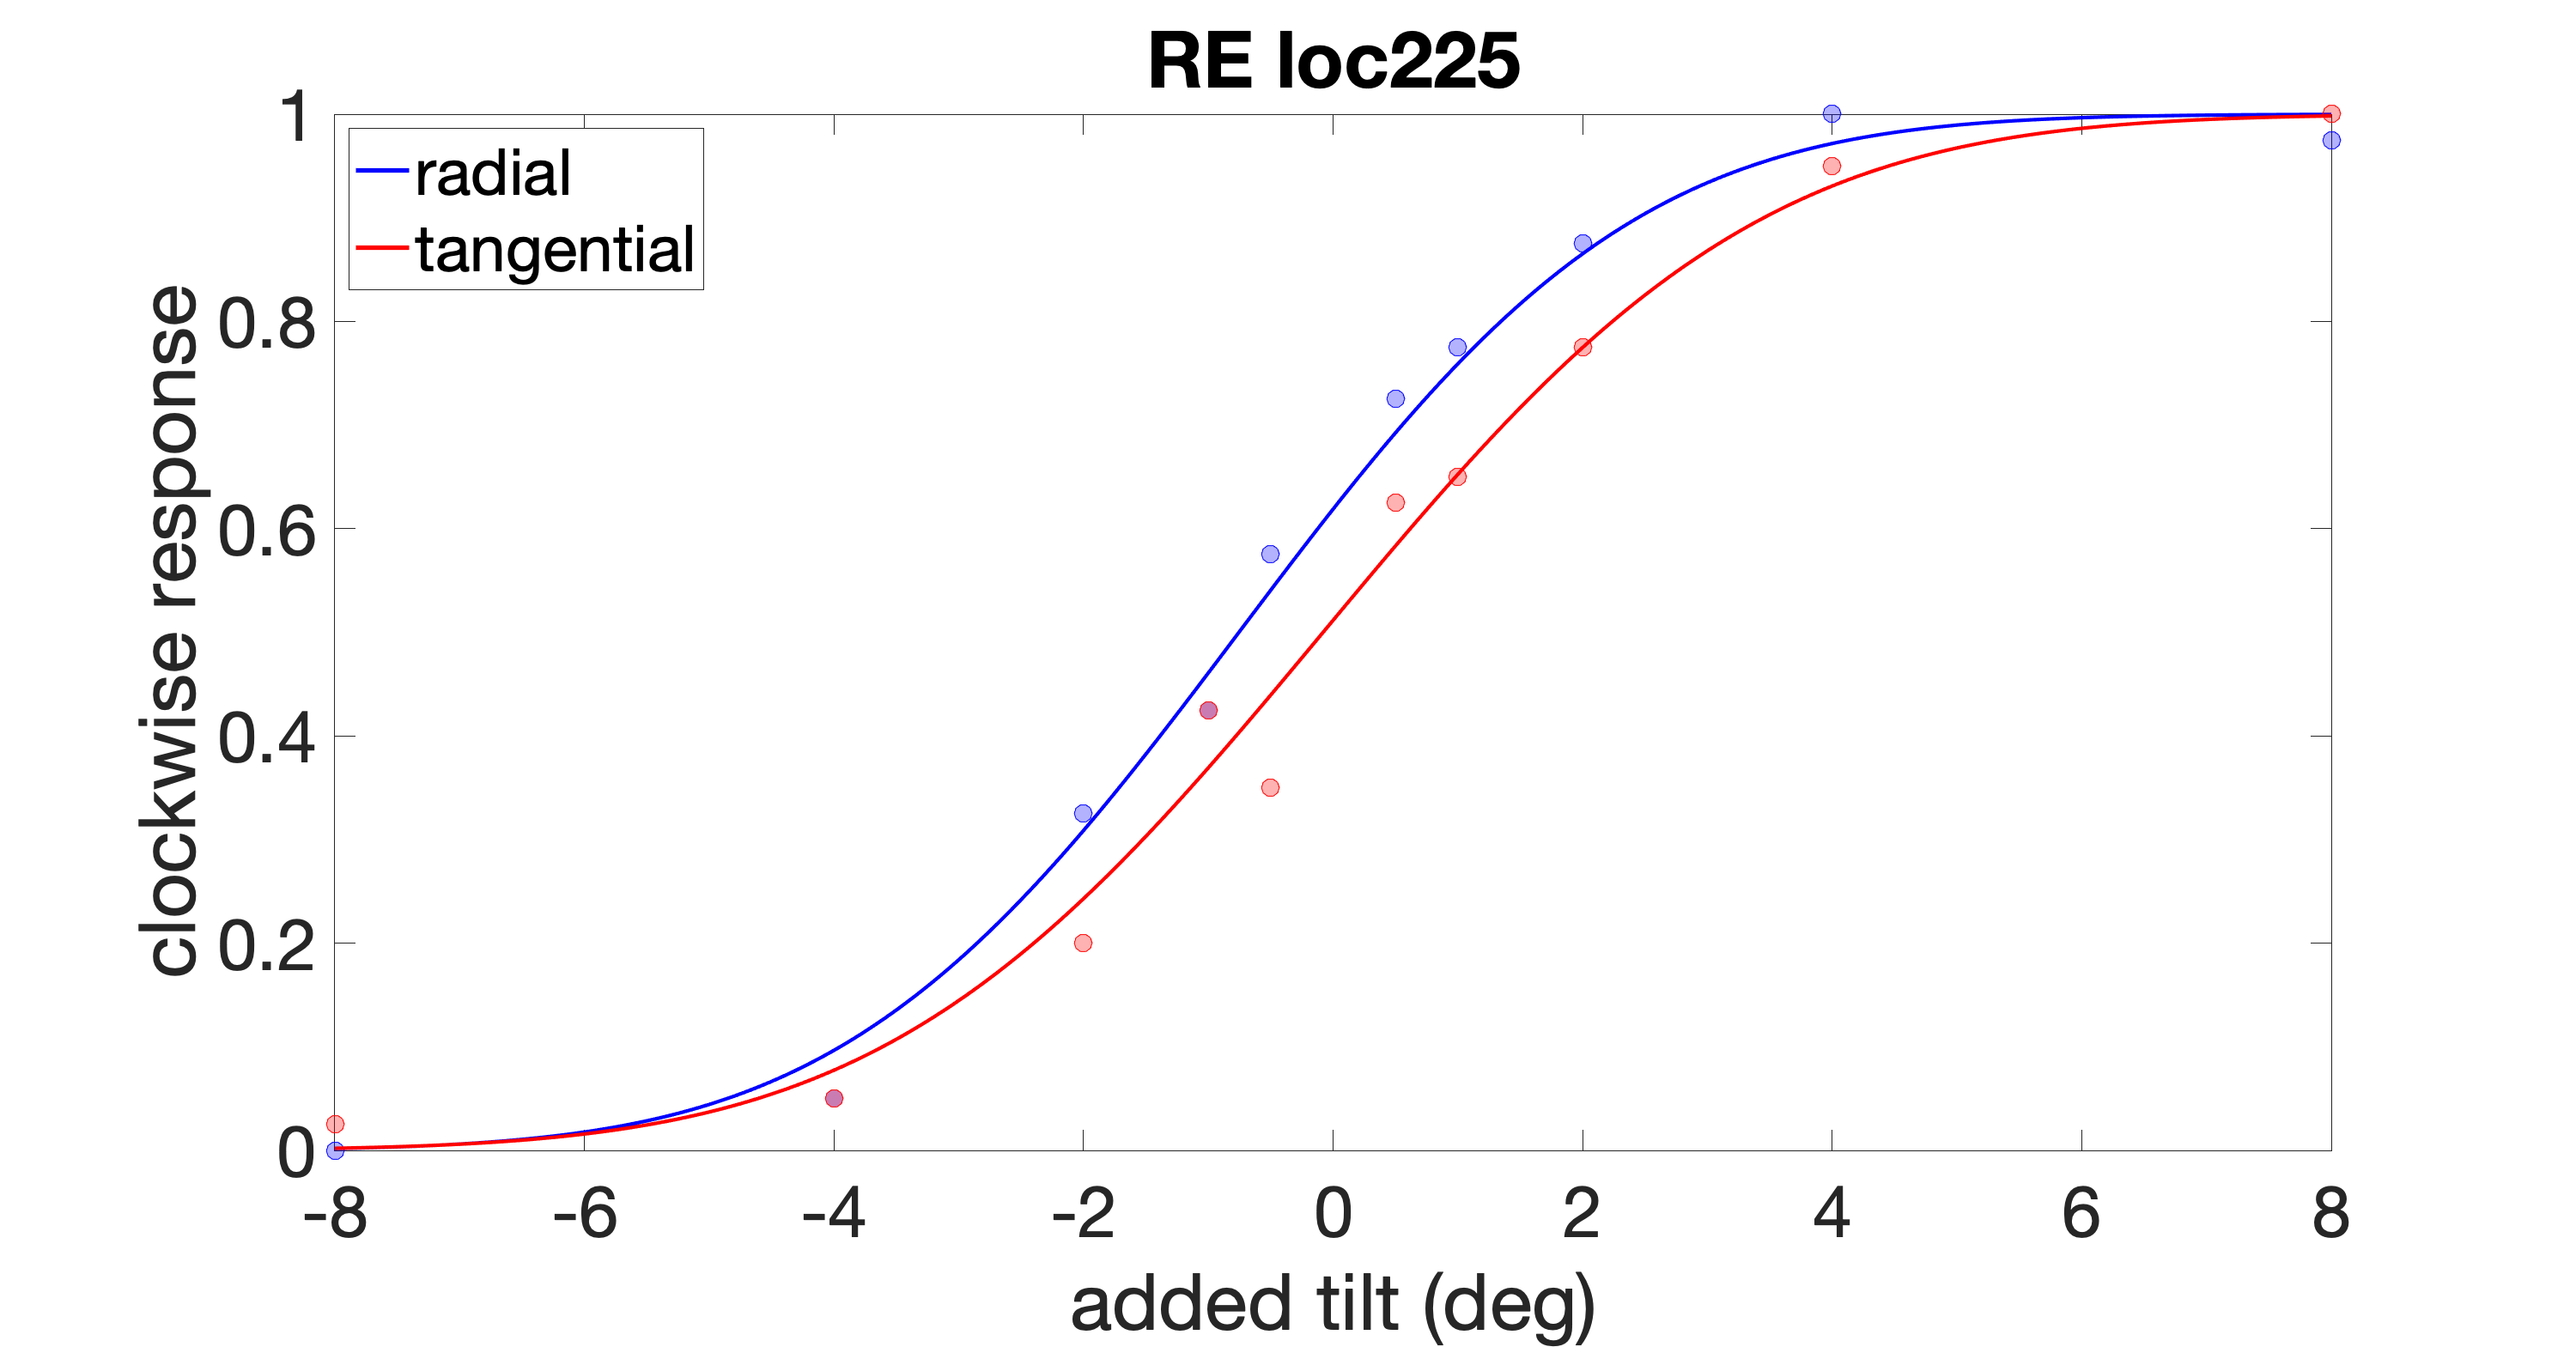 RE loc225
radial
tangential
clockwise response
1
0.8
0.6
0.4
0.2
0
-8 -6 -4 -2 0 2 4 6 8
added tilt (deg)